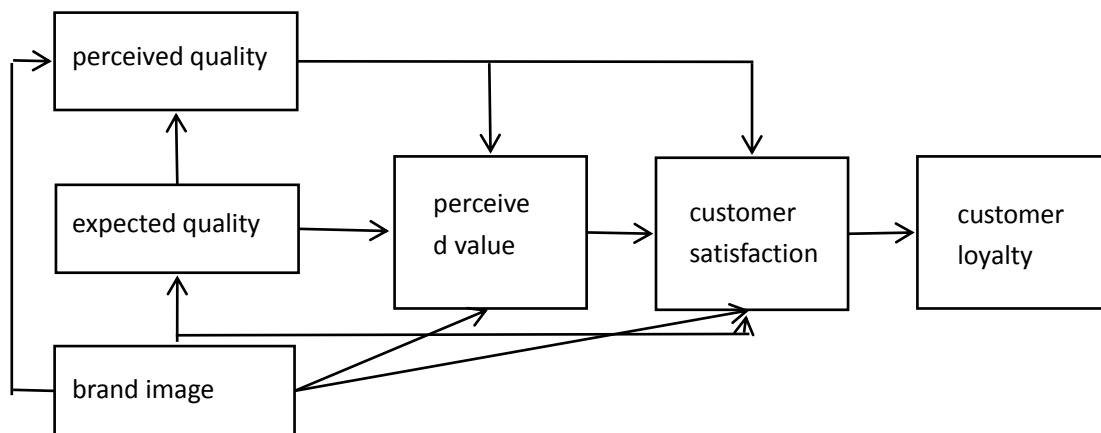 perceived quality
expected quality
perceive
d value
customer
satisfaction
customer
loyalty
brand image